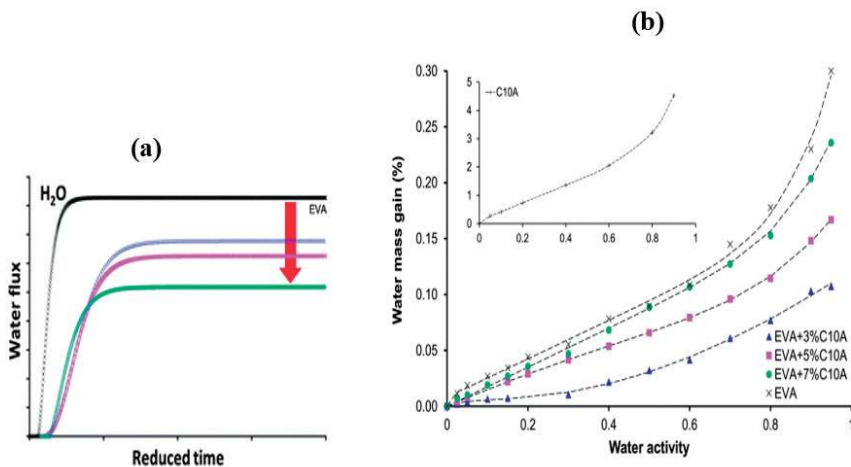 (a)
H2O
EVA
Water flux
Reduced time
(b)
0.30
0.25
0.20
0.15
0.10
0.05
0.00
Water mass gain (%)
0.2
0.4
0.6
0.8
1
Water activity
5
4
3
2
1
0
0
0.2
0.4
0.6
0.8
1
C10A
EVA+3%C10A
EVA+5%C10A
EVA+7%C10A
EVA